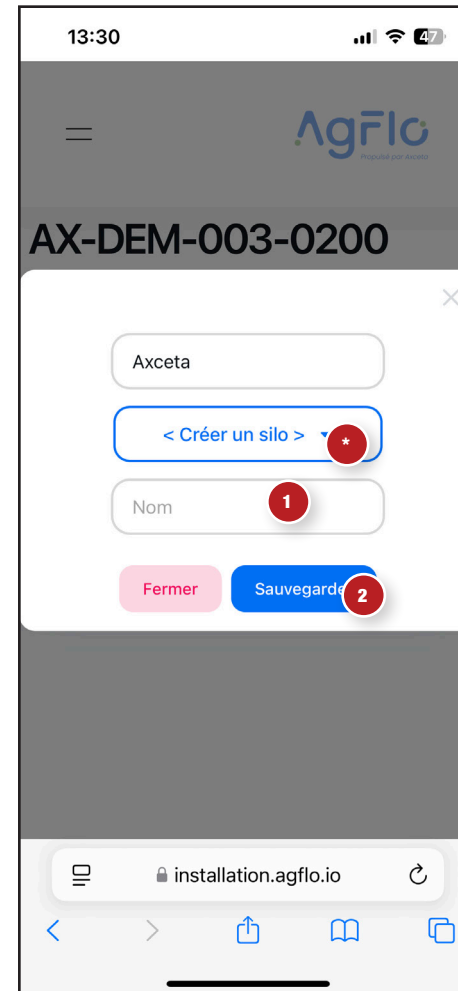 13:30
47
AgFlo
Propulsé par Axceta
AX-DEM-003-0200
Axceta
< Créer un silo >
*
Nom
1
Fermer
Sauvegarde
2
installation.agflo.io